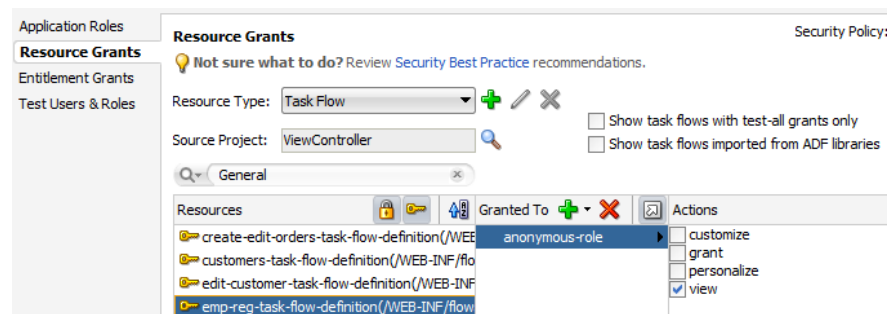 Application Roles
Resource Grants
Entitlement Grants
Test Users & Roles
Resource Grants
Security Policy:
Not sure what to do? Review Security Best Practice recommendations.
Resource Type: Task Flow
Show task flows with test-all grants only
Source Project: ViewController
Show task flows imported from ADF libraries
General
Resources Granted To Actions
create-edit-orders-task-flow-definition(/WEB
customers-task-flow-definition(/WEB-INF/flo
edit-customer-task-flow-definition(/WEB-INF
emp-reg-task-flow-definition(/WEB-INF/flow
anonymous-role
customize
grant
personalize
view